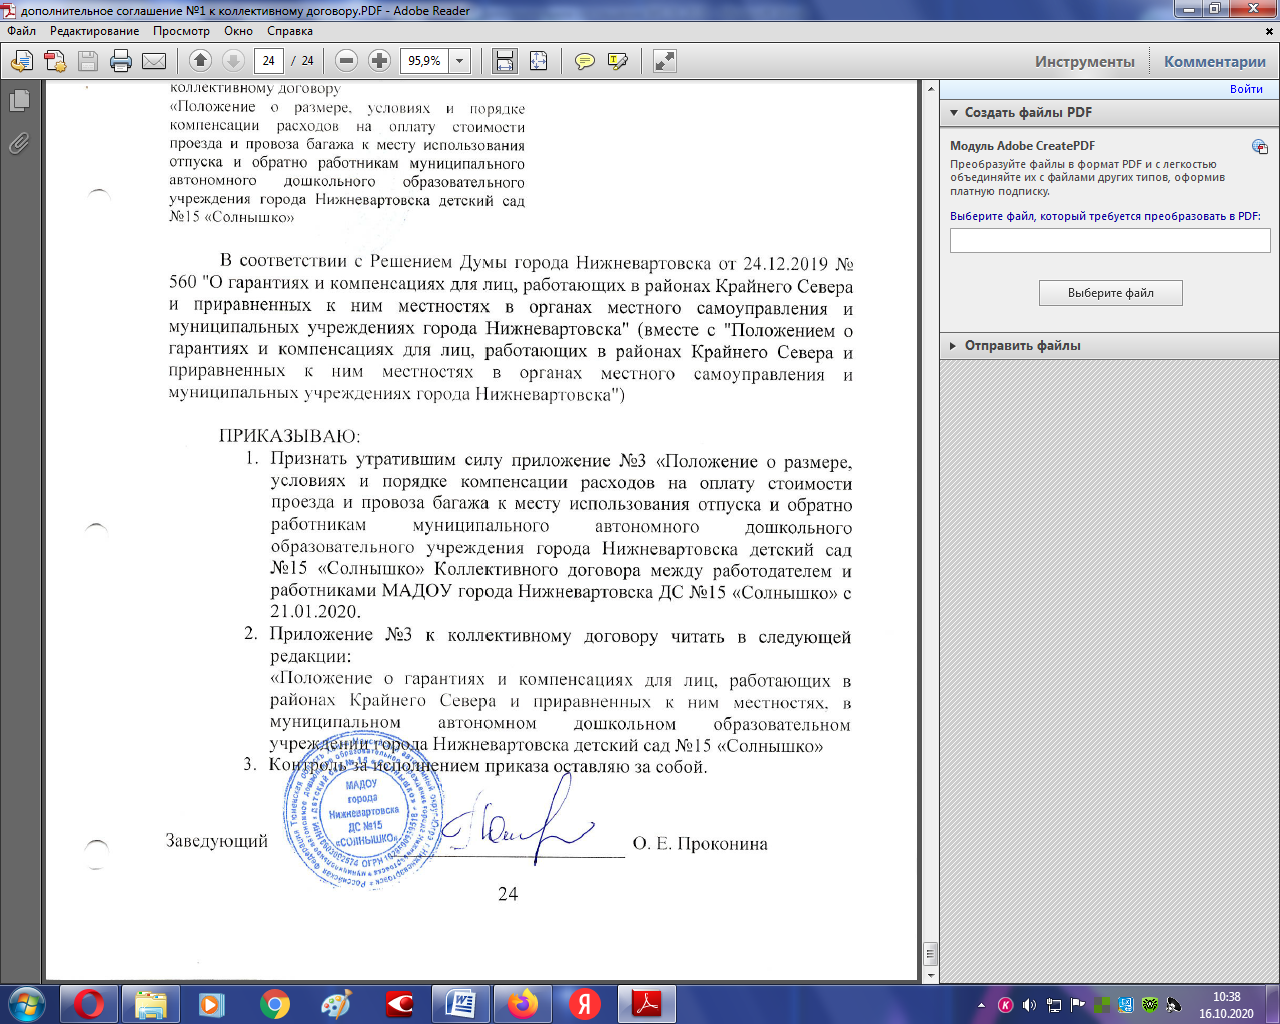 дополнительное соглашение №1 к коллективному договору.PDF - Adobe Reader
Файл Редактирование Просмотр Окно Справка
24 / 24 95,9% Инструменты Комментарии
Войти
Создать файлы PDF
Модуль Adobe CreatePDF
Преобразуйте файлы в формат PDF и с легкостью
объединяйте их с файлами других типов, оформив
платную подписку.
Выберите файл, который требуется преобразовать в PDF:
Выберите файл
Отправить файлы
коллективному договору
«Положение о размере, условиях и порядке
компенсации расходов на оплату стоимости
проезда и провоза багажа к месту использования
отпуска и обратно работникам муниципального
автономного дошкольного образовательного
учреждения города Нижневартовска детский сад
№15 «Солнышко»
В соответствии с Решением Думы города Нижневартовска от 24.12.2019 №
560 "О гарантиях и компенсациях для лиц, работающих в районах Крайнего Севера
и приравненных к ним местностях в органах местного самоуправления и
муниципальных учреждениях города Нижневартовска" (вместе с "Положением о
гарантиях и компенсациях для лиц, работающих в районах Крайнего Севера и
приравненных к ним местностях в органах местного самоуправления и
муниципальных учреждениях города Нижневартовска")
ПРИКАЗЫВАЮ:
1. Признать утратившим силу приложение №3 «Положение о размере,
условиях и порядке компенсации расходов на оплату стоимости
проезда и провоза багажа к месту использования отпуска и обратно
работникам муниципального автономного дошкольного
образовательного учреждения города Нижневартовска детский сад
№15 «Солнышко» Коллективного договора между работодателем и
работниками МАДОУ города Нижневартовска ДС №15 «Солнышко» с
21.01.2020.
2. Приложение №3 к коллективному договору читать в следующей
редакции:
«Положение о гарантиях и компенсациях для лиц, работающих в
районах Крайнего Севера и приравненных к ним местностях, в
муниципальном автономном дошкольном образовательном
учреждении города Нижневартовска детский сад №15 «Солнышко»
3. Контроль за исполнением приказа оставляю за собой.
МАДОУ
города
Нижневартовска
ДС №15
«СОЛНЫШКО»
Заведующий О. Е. Проконина
24
10:38
16.10.2020